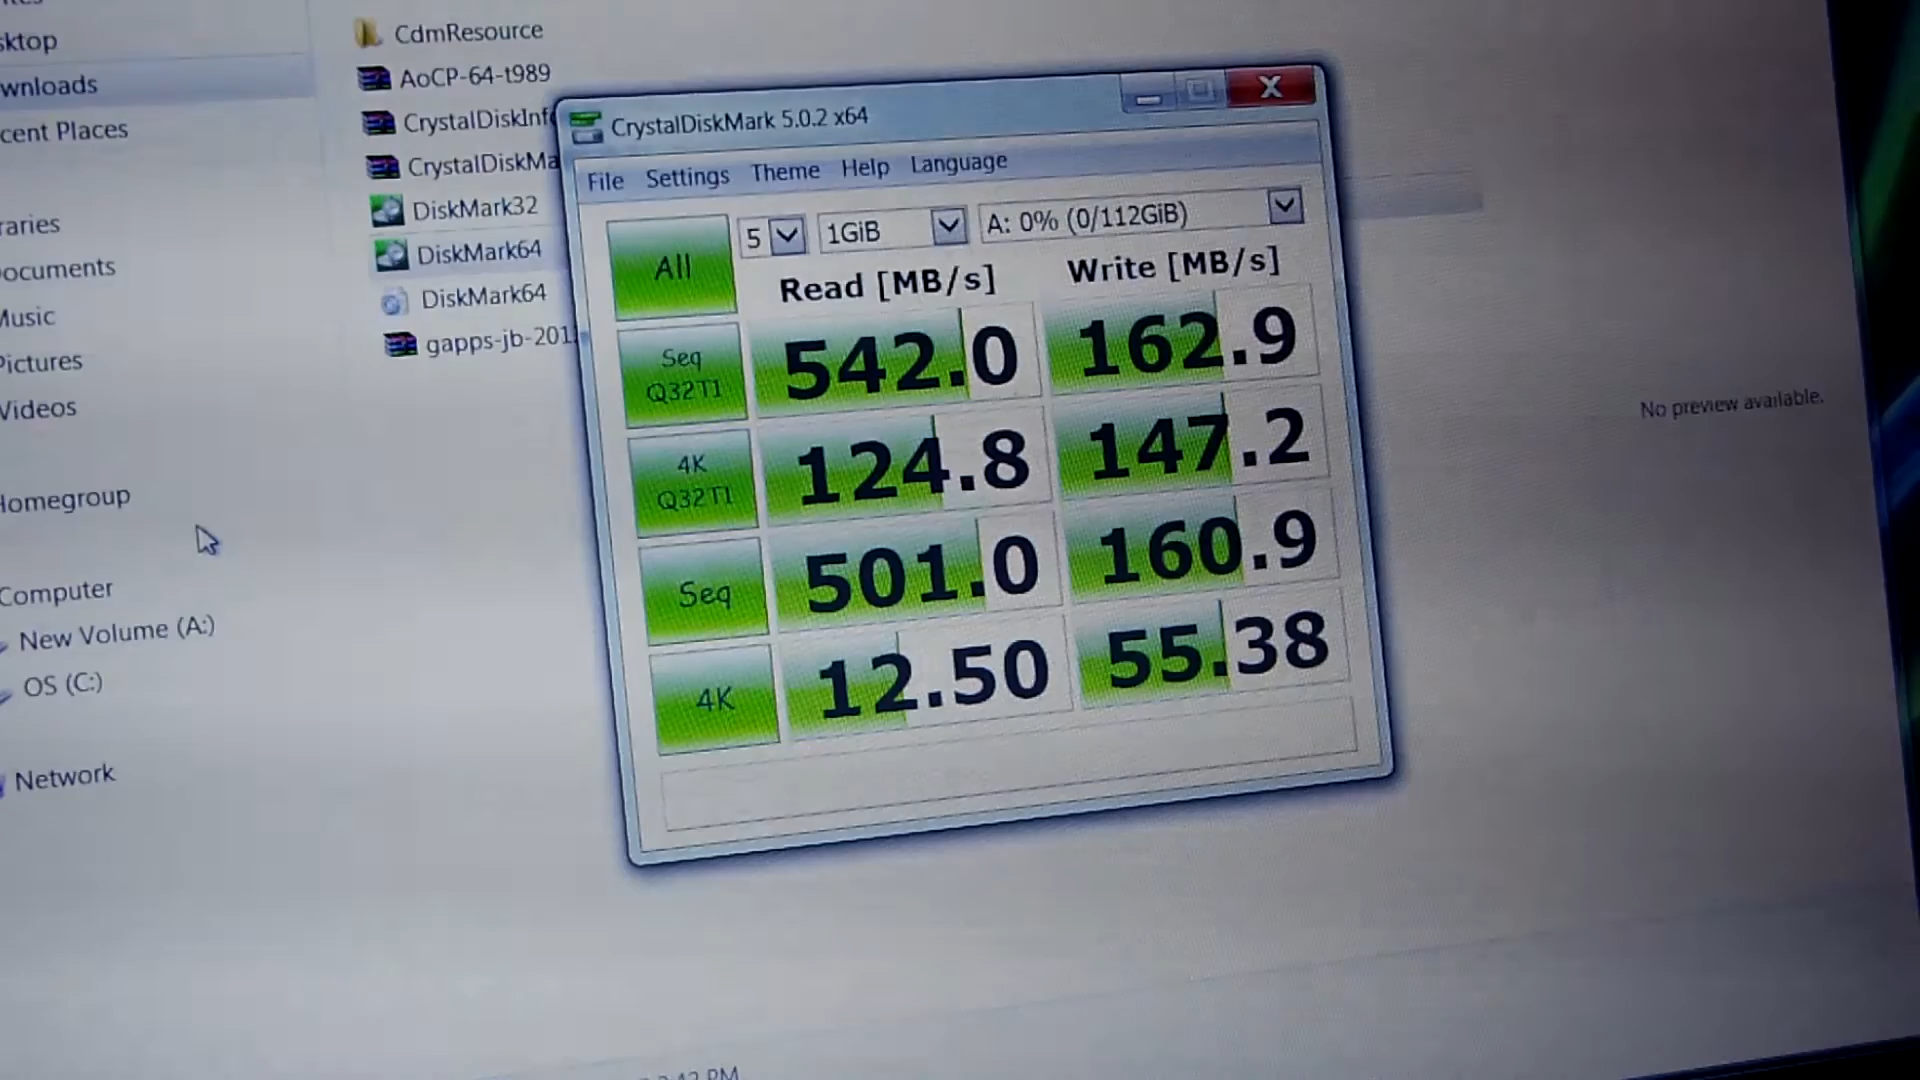 sktop
wnloads
cent Places
raries
ocuments
Music
Pictures
Videos
Homegroup
Computer
New Volume (A:)
OS (C:)
Network
CdmResource
AoCP-64-t989
CrystalDiskInfo
CrystalDiskMa
DiskMark32
DiskMark64
DiskMark64
gapps-jb-201
CrystalDiskMark 5.0.2 x64
File Settings Theme Help Language
All 5 1GiB A: 0% (0/112GiB)
Read [MB/s] Write [MB/s]
Seq Q32T1 542.0 162.9
4K Q32T1 124.8 147.2
Seq 501.0 160.9
4K 12.50 55.38
No preview available.
PM